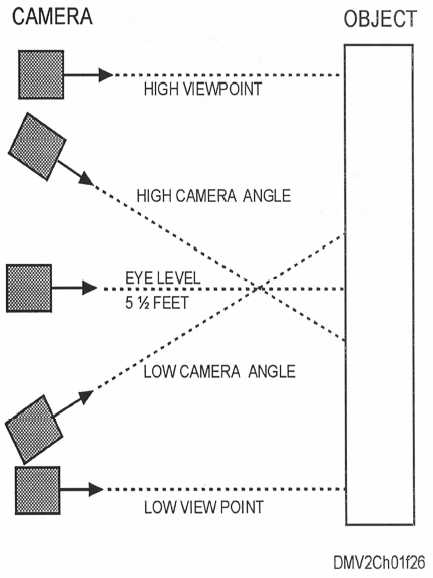 CAMERA
OBJECT
HIGH VIEWPOINT
HIGH CAMERA ANGLE
EYE LEVEL
5 ½ FEET
LOW CAMERA ANGLE
LOW VIEW POINT
DMV2Ch01f26